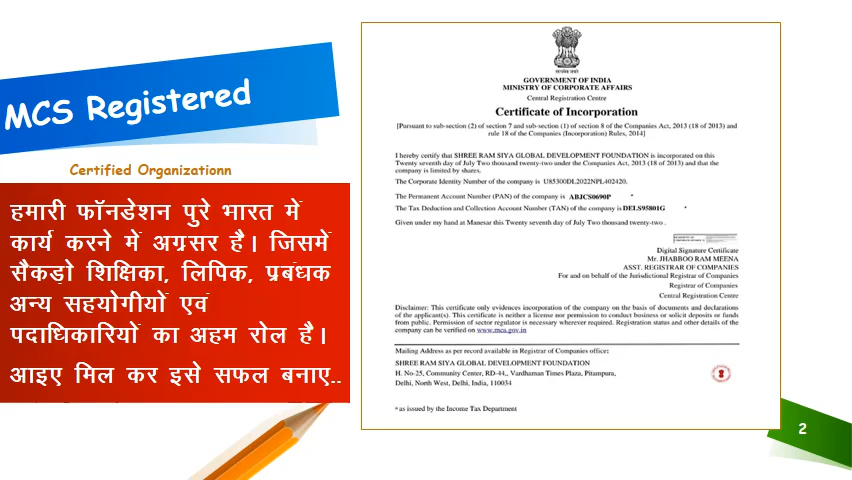 MCS Registered
Certified Organizationn
हमारी फॉनडेशन पुरे भारत में
कार्य करने में अग्रसर है। जिसमें
सैकड़ो शिक्षिका, लिपिक, प्रबंधक
अन्य सहयोगीयों एवं
पदाधिकारियों का अहम रोल है।
आइए मिल कर इसे सफल बनाए..
सत्यमेव जयते
GOVERNMENT OF INDIA
MINISTRY OF CORPORATE AFFAIRS
Central Registration Centre
Certificate of Incorporation
[Pursuant to sub-section (2) of section 7 and sub-section (1) of section 8 of the Companies Act, 2013 (18 of 2013) and
rule 18 of the Companies (Incorporation) Rules, 2014]
I hereby certify that SHREE RAM SIYA GLOBAL DEVELOPMENT FOUNDATION is incorporated on this
Twenty seventh day of July Two thousand twenty-two under the Companies Act, 2013 (18 of 2013) and that the
company is limited by shares.
The Corporate Identity Number of the company is U85300DL2022NPL402420.
The Permanent Account Number (PAN) of the company is ABJCS0690P *
The Tax Deduction and Collection Account Number (TAN) of the company is DELS95801G *
Given under my hand at Manesar this Twenty seventh day of July Two thousand twenty-two .
Digital Signature Certificate
Mr. JHABBOO RAM MEENA
ASST. REGISTRAR OF COMPANIES
For and on behalf of the Jurisdictional Registrar of Companies
Registrar of Companies
Central Registration Centre
Disclaimer: This certificate only evidences incorporation of the company on the basis of documents and declarations
of the applicant(s). This certificate is neither a license nor permission to conduct business or solicit deposits or funds
from public. Permission of sector regulator is necessary wherever required. Registration status and other details of the
company can be verified on www.mca.gov.in
Mailing Address as per record available in Registrar of Companies office:
SHREE RAM SIYA GLOBAL DEVELOPMENT FOUNDATION
H. No-25, Community Center, RD-44,, Vardhaman Times Plaza, Pitampura,
Delhi, North West, Delhi, India, 110034
* as issued by the Income Tax Department
2